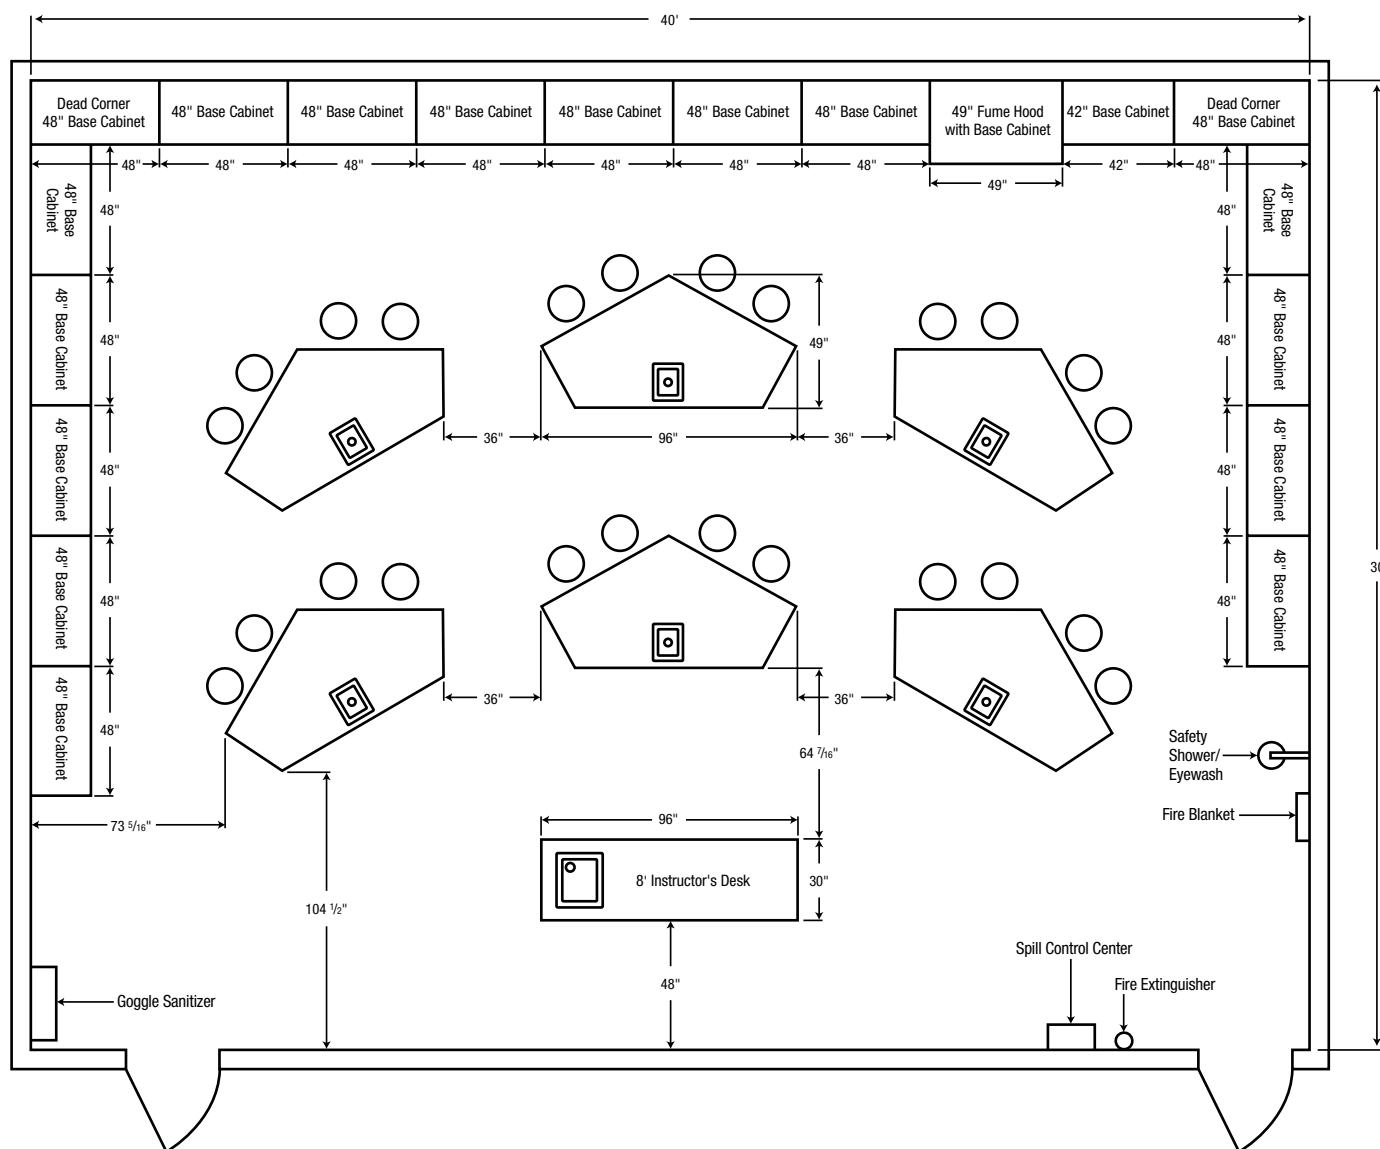 40'
Dead Corner
48" Base Cabinet
48" Base Cabinet
48" Base Cabinet
48" Base Cabinet
48" Base Cabinet
48" Base Cabinet
48" Base Cabinet
49" Fume Hood
with Base Cabinet
42" Base Cabinet
Dead Corner
48" Base Cabinet
48"
48"
48"
48"
48"
48"
48"
49"
42"
48"
48" Base
Cabinet
48"
48"
48" Base
Cabinet
48" Base Cabinet
48"
49"
48"
48" Base Cabinet
36"
96"
36"
48" Base Cabinet
48"
48"
48" Base Cabinet
30
48" Base Cabinet
48"
48"
48" Base Cabinet
36"
36"
48" Base Cabinet
48"
64 7/16"
Safety
Shower/
Eyewash
73 5/16"
96"
Fire Blanket
8' Instructor's Desk
30"
104 1/2"
48"
Spill Control Center
Fire Extinguisher
Goggle Sanitizer